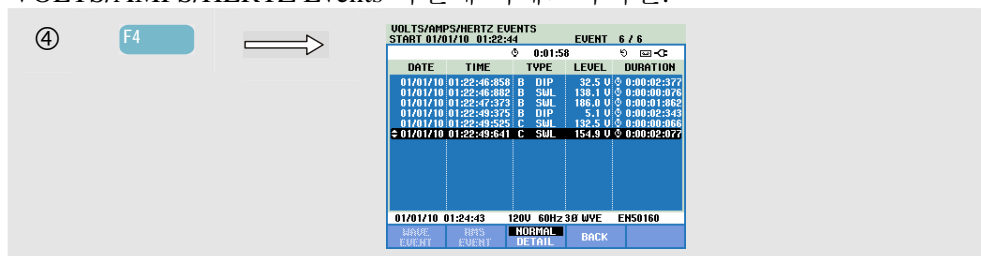 VOLTS/AMPS/HERTZ Events
④ F4
VOLTS/AMPS/HERTZ EVENTS
START 01/01/10 01:22:44 EVENT 6 / 6
0:01:58
DATE TIME TYPE LEVEL DURATION
01/01/10 01:22:46:858 B DIP 32.5 V 0:00:02:377
01/01/10 01:22:46:882 B SWL 138.1 V 0:00:00:076
01/01/10 01:22:47:373 B SWL 186.0 V 0:00:01:862
01/01/10 01:22:49:375 B DIP 5.1 V 0:00:02:343
01/01/10 01:22:49:525 C SWL 132.5 V 0:00:00:066
01/01/10 01:22:49:641 C SWL 154.9 V 0:00:02:077
01/01/10 01:24:43 120V 60Hz 3Ø WYE EN50160
WAVE EVENT RMS EVENT NORMAL DETAIL BACK